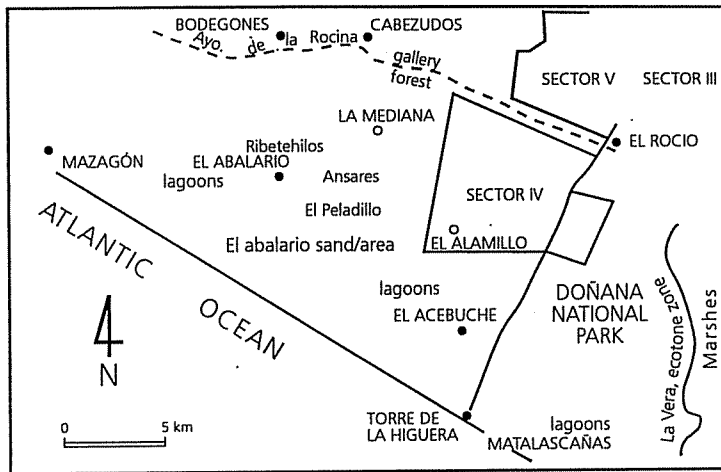 BODEGONES
CABEZUDOS
Ayo. de la Rocina
gallery
forest
SECTOR V
SECTOR III
LA MEDIANA
EL ROCIO
Ribetehilos
MAZAGÓN
EL ABALARIO
lagoons
Ansares
SECTOR IV
El Peladillo
El abalario sand/area
EL ALAMILLO
ATLANTIC OCEAN
lagoons
EL ACEBUCHE
DOÑANA
NATIONAL
PARK
La Vera, ecotone zone
Marshes
N
0 5 km
TORRE DE
LA HIGUERA
lagoons
MATALASCAÑAS